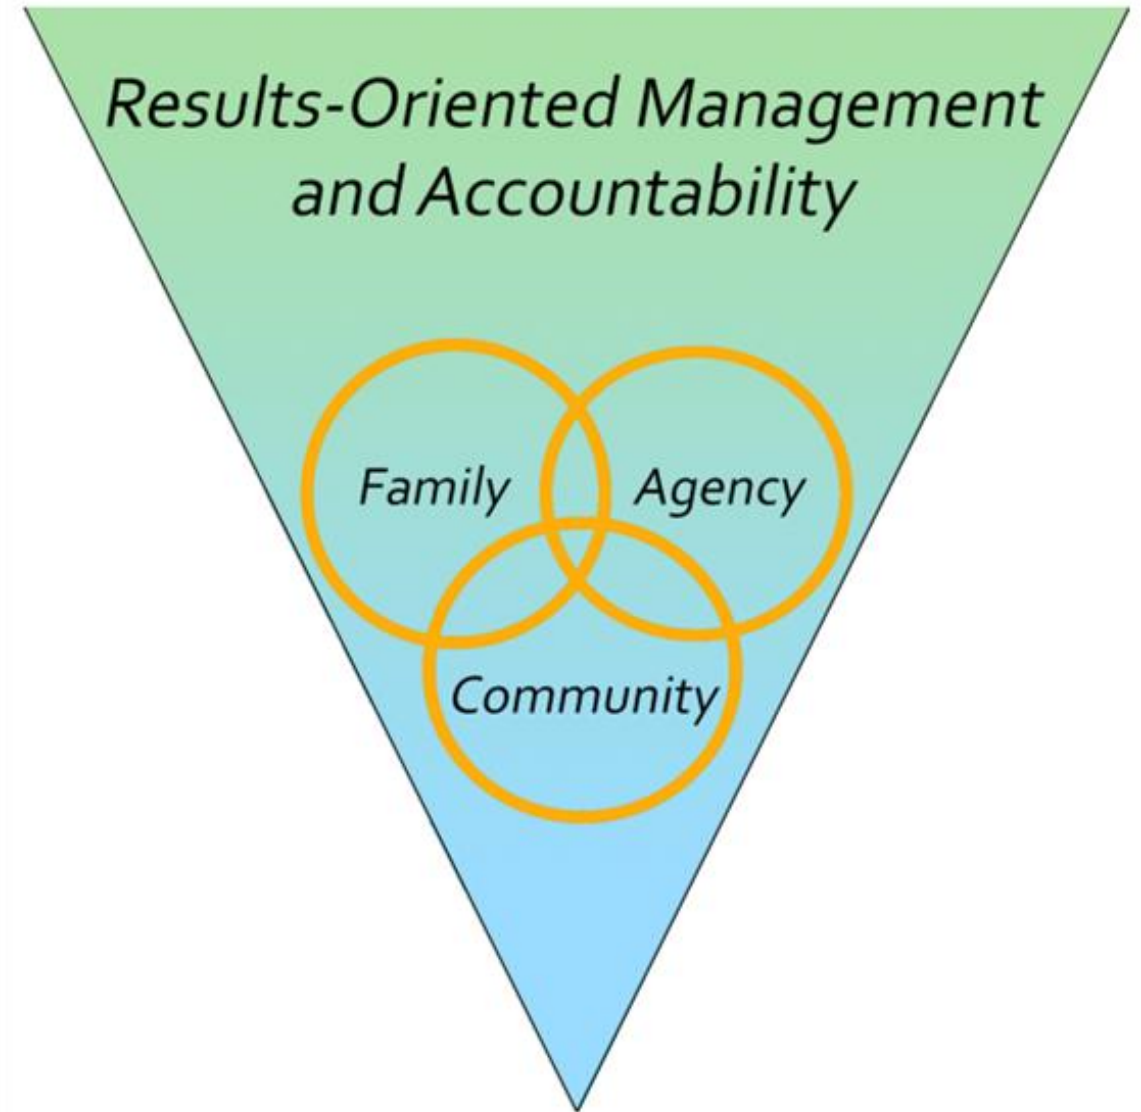 Results-Oriented Management
and Accountability
Family
Agency
Community